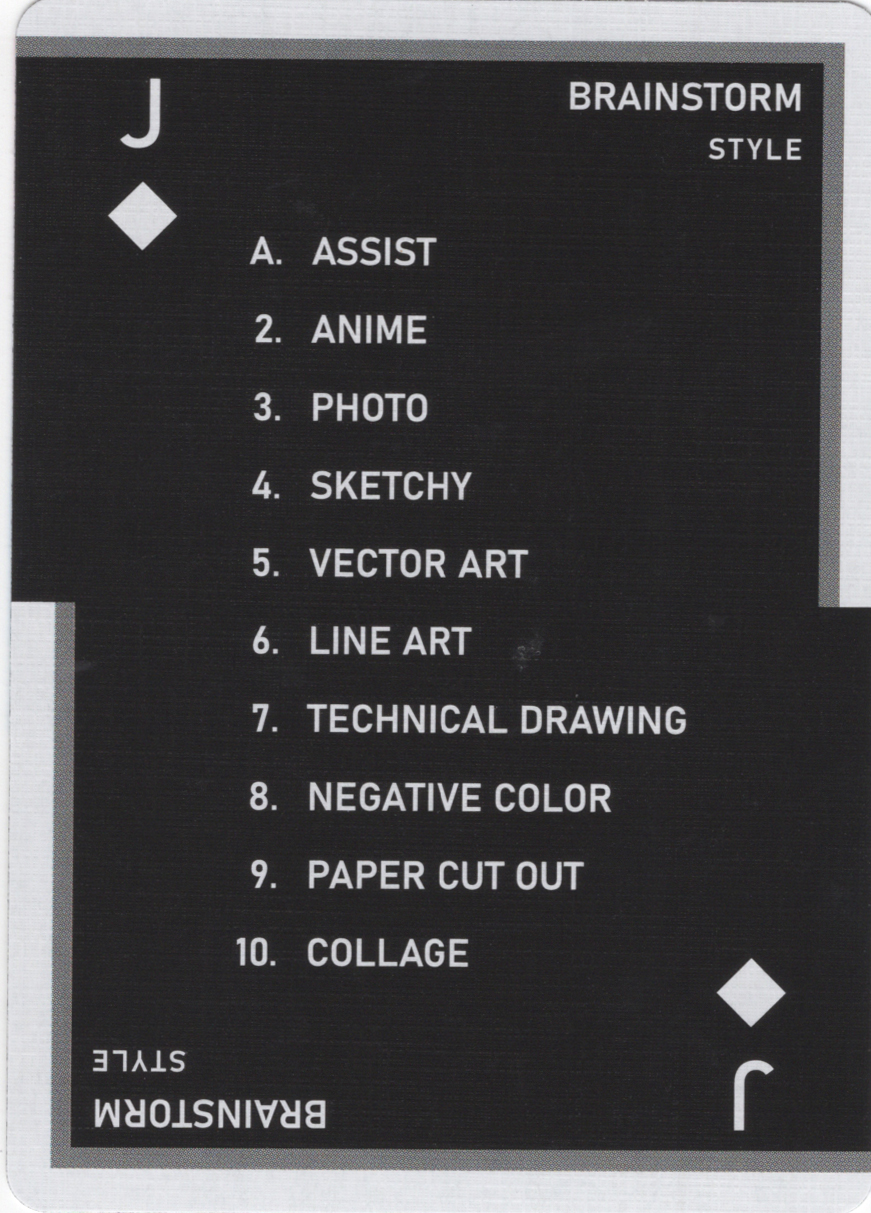 J
BRAINSTORM
STYLE
A. ASSIST
2. ANIME
3. PHOTO
4. SKETCHY
5. VECTOR ART
6. LINE ART
7. TECHNICAL DRAWING
8. NEGATIVE COLOR
9. PAPER CUT OUT
10. COLLAGE
J
BRAINSTORM
STYLE